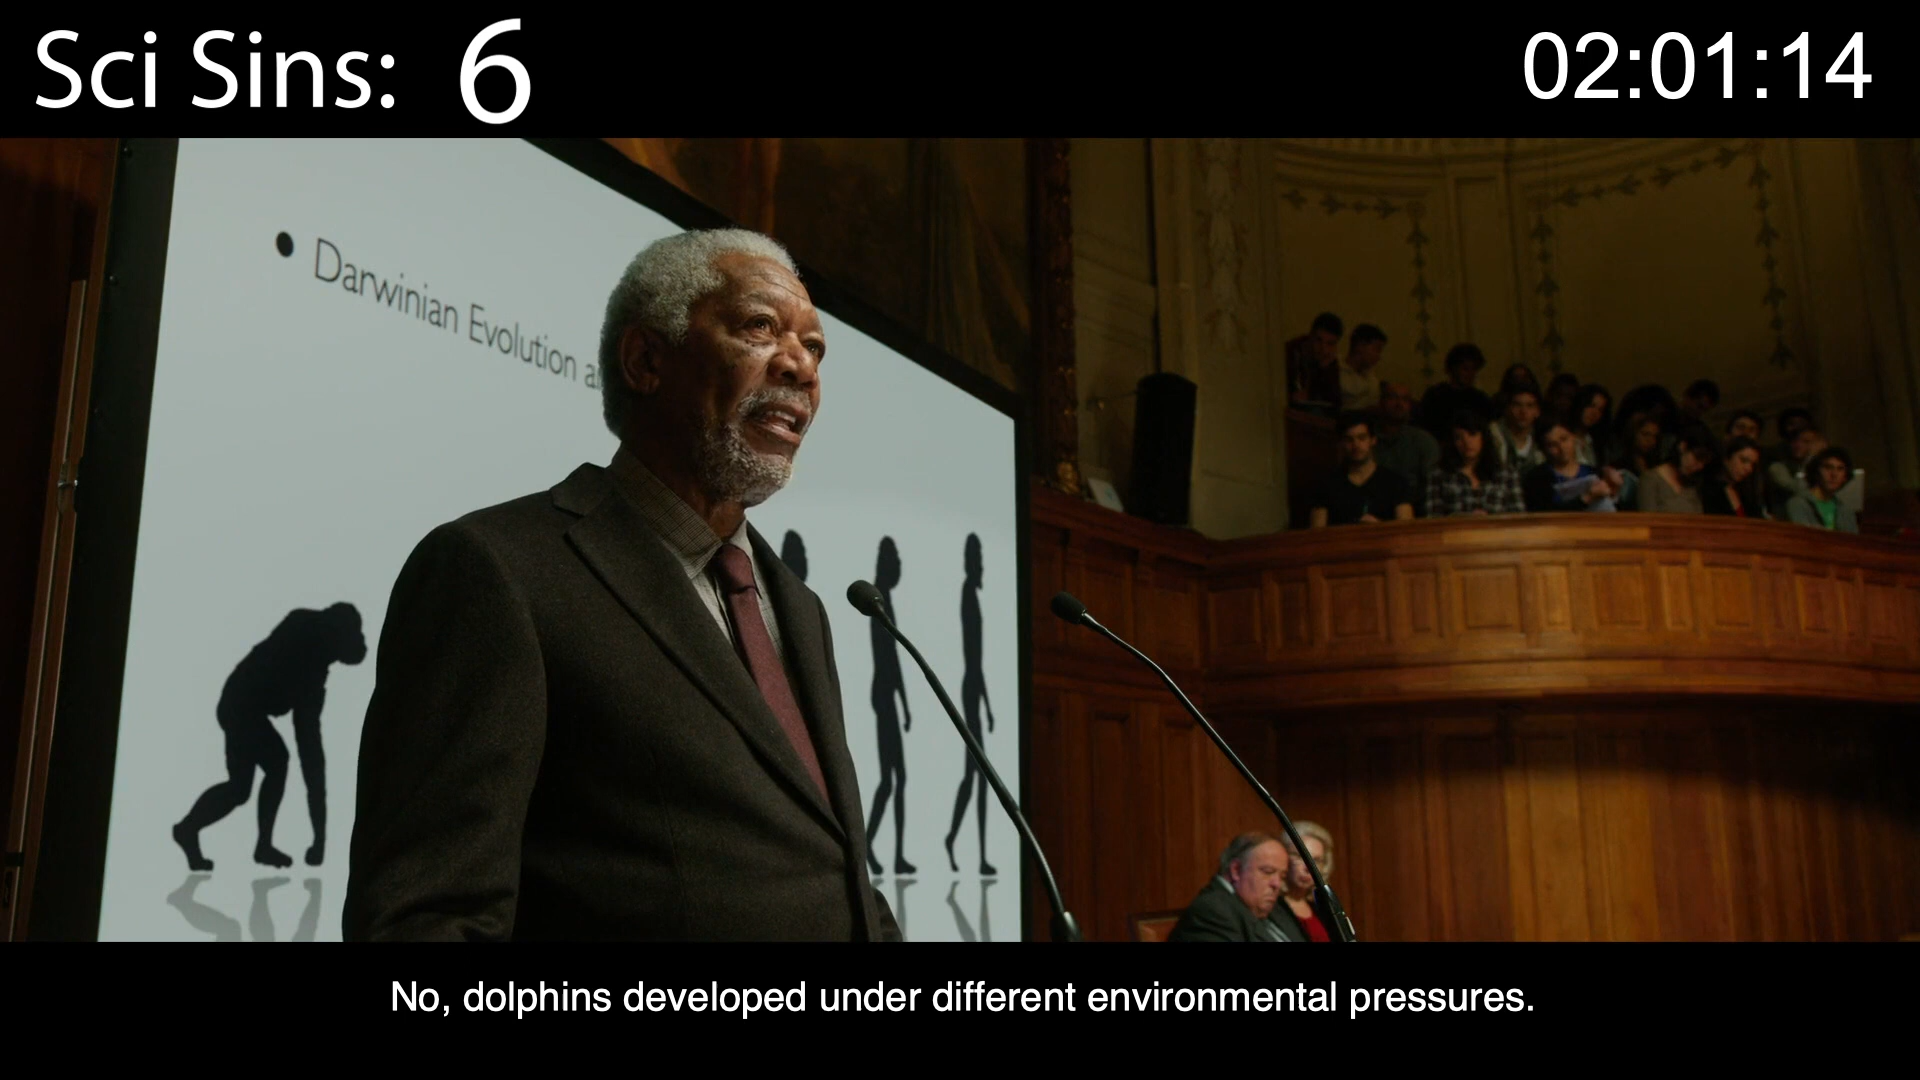 Sci Sins: 6
02:01:14
• Darwinian Evolution
No, dolphins developed under different environmental pressures.